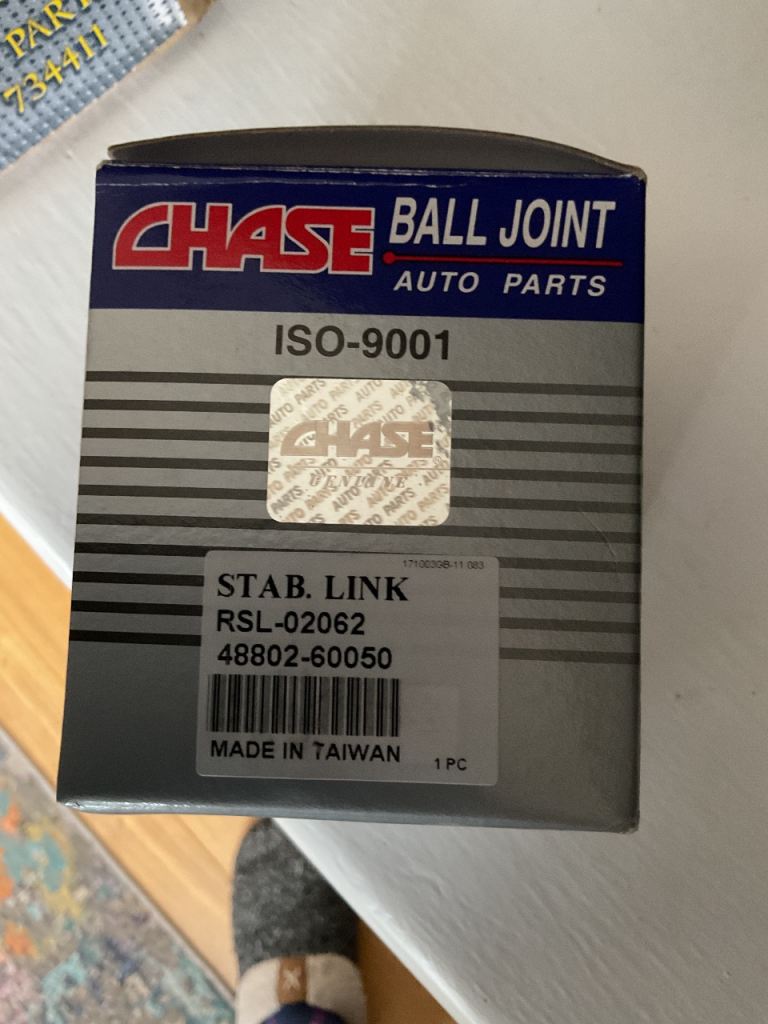 PART
734411
CHASE BALL JOINT
AUTO PARTS
ISO-9001
CHASE
GENUINE
171003GB-11 083
STAB. LINK
RSL-02062
48802-60050
MADE IN TAIWAN
1 PC